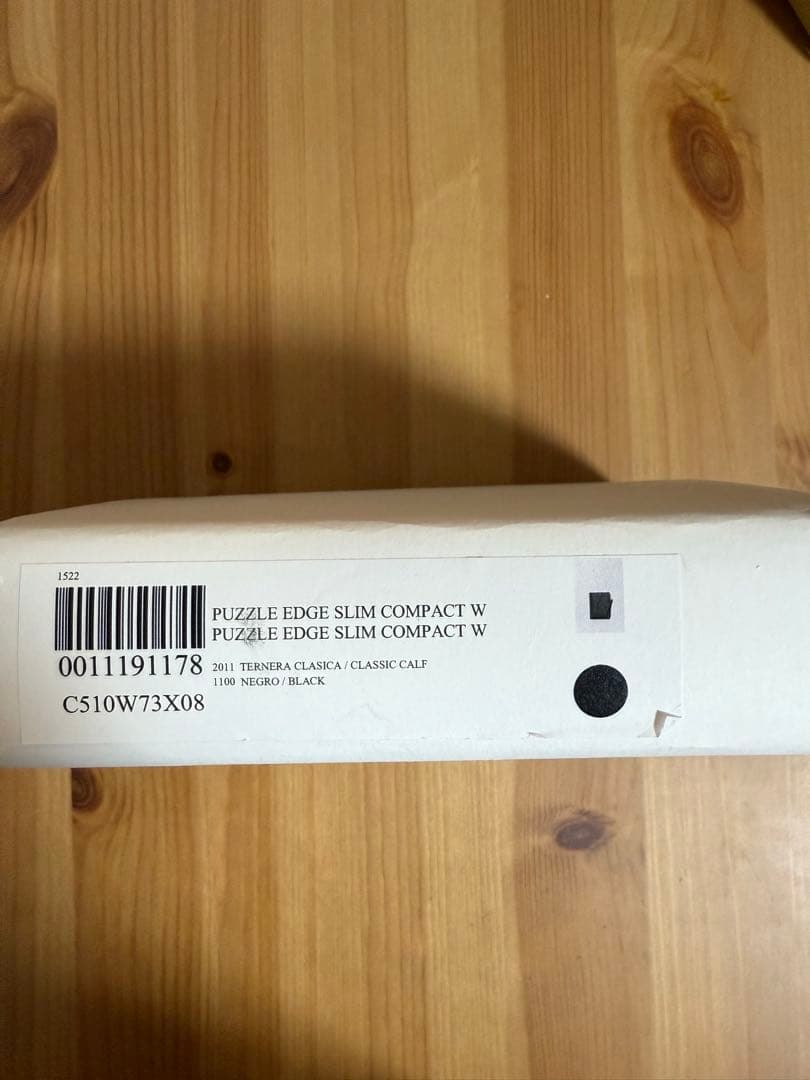 1522
PUZZLE EDGE SLIM COMPACT W
PUZZLE EDGE SLIM COMPACT W
0011191178
2011 TERNERA CLASICA / CLASSIC CALF
1100 NEGRO / BLACK
C510W73X08